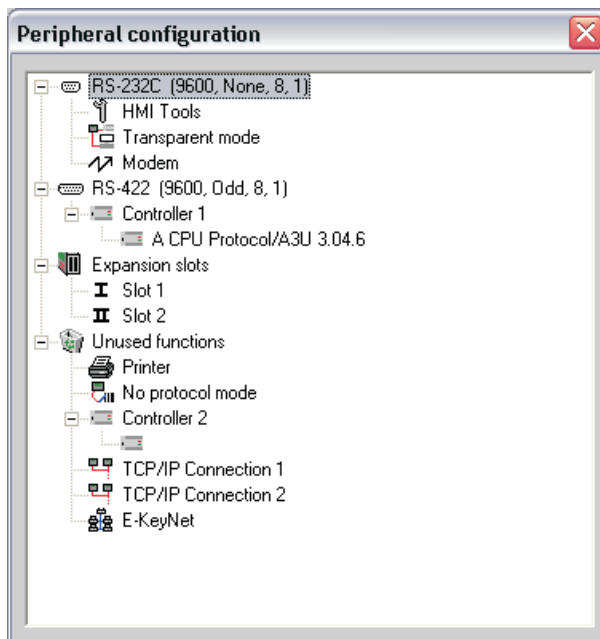 Peripheral configuration
RS-232C (9600, None, 8, 1)
HMI Tools
Transparent mode
Modem
RS-422 (9600, Odd, 8, 1)
Controller 1
A CPU Protocol/A3U 3.04.6
Expansion slots
I Slot 1
II Slot 2
Unused functions
Printer
No protocol mode
Controller 2
TCP/IP Connection 1
TCP/IP Connection 2
E-KeyNet